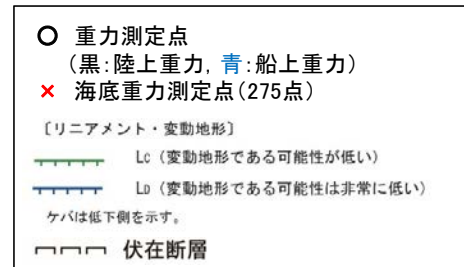 重力測定点
（黒：陸上重力，青：船上重力）
海底重力測定点（275点）
〔リニアメント・変動地形〕
Lc（変動地形である可能性が低い）
LD（変動地形である可能性は非常に低い）
ケバは低下側を示す。
伏在断層